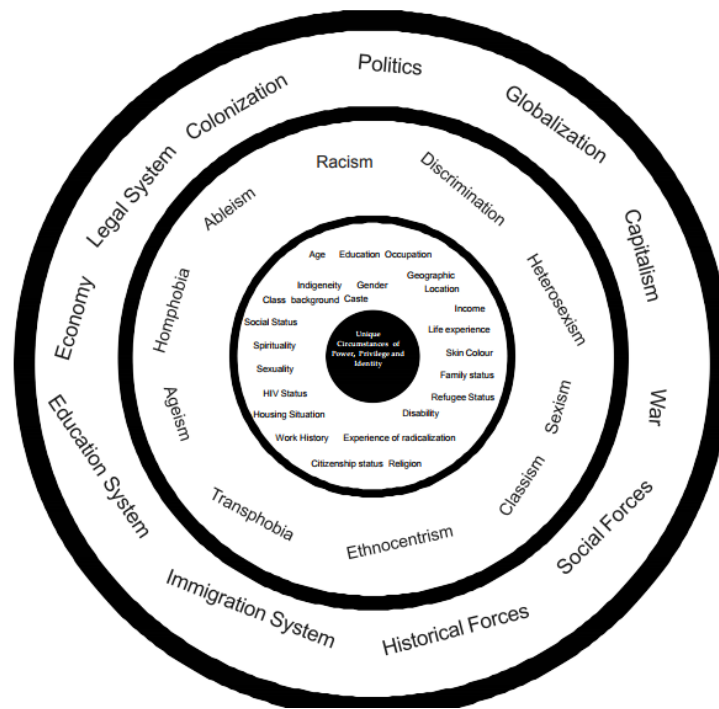 Politics
Globalization
Capitalism
War
Social Forces
Historical Forces
Immigration System
Education System
Economy
Legal System
Colonization
Racism
Discrimination
Heterosexism
Sexism
Classism
Ethnocentrism
Transphobia
Ageism
Homophobia
Ableism
Age
Education
Occupation
Indigeneity
Gender
Geographic
Location
Class background
Caste
Income
Social Status
Life experience
Spirituality
Skin Colour
Sexuality
Family status
HIV Status
Refugee Status
Housing Situation
Disability
Work History
Experience of radicalization
Citizenship status
Religion
Unique
Circumstances of
Power, Privilege and
Identity